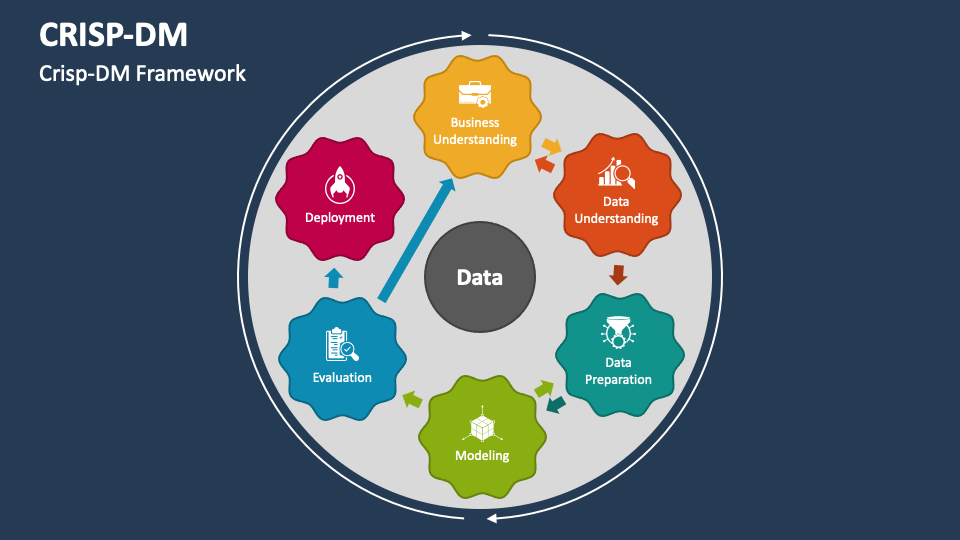 CRISP-DM
Crisp-DM Framework
Business
Understanding
Data
Understanding
Data
Preparation
Modeling
Evaluation
Deployment
Data